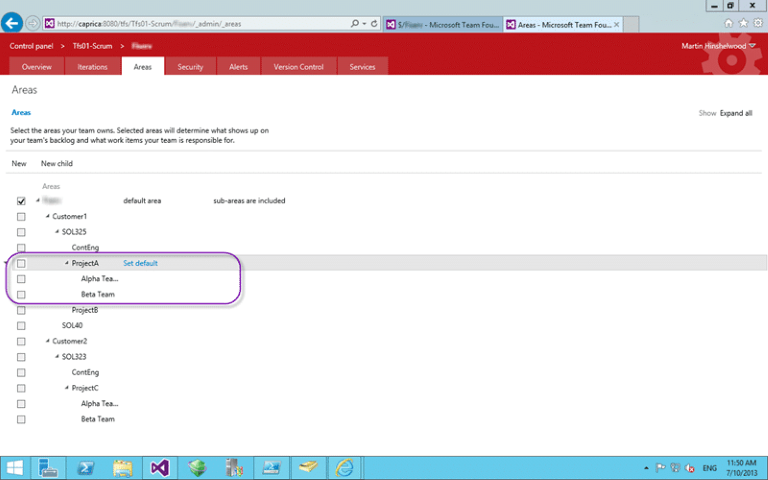 http://caprica:8080/tfs/Tfs01-Scrum/ /_admin/_areas
$/ - Microsoft Team Fou...
Areas - Microsoft Team Fou...
Control panel > Tfs01-Scrum >
Martin Hinshelwood
Overview Iterations Areas Security Alerts Version Control Services
Areas
Areas
Show Expand all
Select the areas your team owns. Selected areas will determine what shows up on
your team's backlog and what work items your team is responsible for.
New New child
Areas
default area sub-areas are included
Customer1
SOL325
ContEng
ProjectA Set default
Alpha Tea...
Beta Team
ProjectB
SOL40
Customer2
SOL323
ContEng
ProjectC
Alpha Tea...
Beta Team
ENG
11:50 AM
7/10/2013